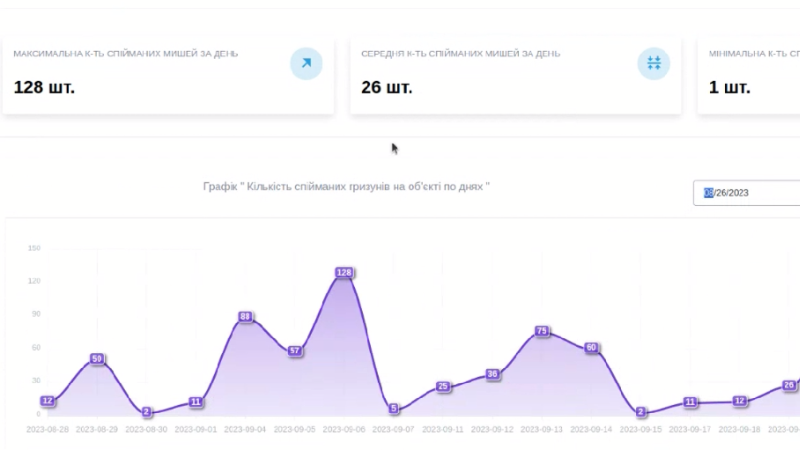 МАКСИМАЛЬНА К-ТЬ СПІЙМАНИХ МИШЕЙ ЗА ДЕНЬ
128 шт.
СЕРЕДНЯ К-ТЬ СПІЙМАНИХ МИШЕЙ ЗА ДЕНЬ
26 шт.
МІНІМАЛЬНА К-ТЬ
1 шт.
Графік " Кількість спійманих гризунів на об'єкті по днях "
/26/2023
150
120
90
60
30
0
12
59
2
11
57
128
5
25
36
75
60
2
11
12
26
2023-08-28 2023-08-29 2023-08-30 2023-09-01 2023-09-04 2023-09-05 2023-09-06 2023-09-07 2023-09-11 2023-09-12 2023-09-13 2023-09-14 2023-09-15 2023-09-17 2023-09-18 2023-09-